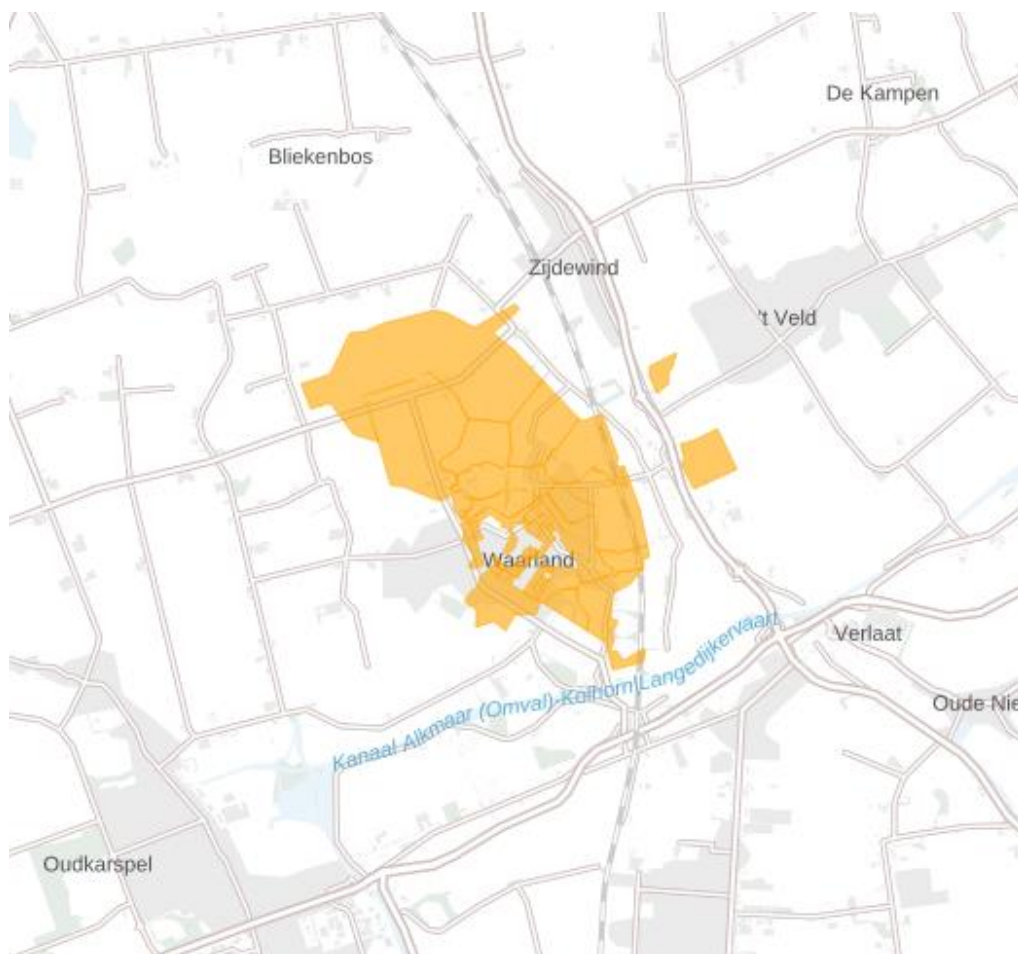 De Kampen
Bliekenbos
Zijdewind
't Veld
Waarland
Kanaal Alkmaar (Omval)-Kolhorn Langedijkervaart
Verlaat
Oude Nie
Oudkarspel